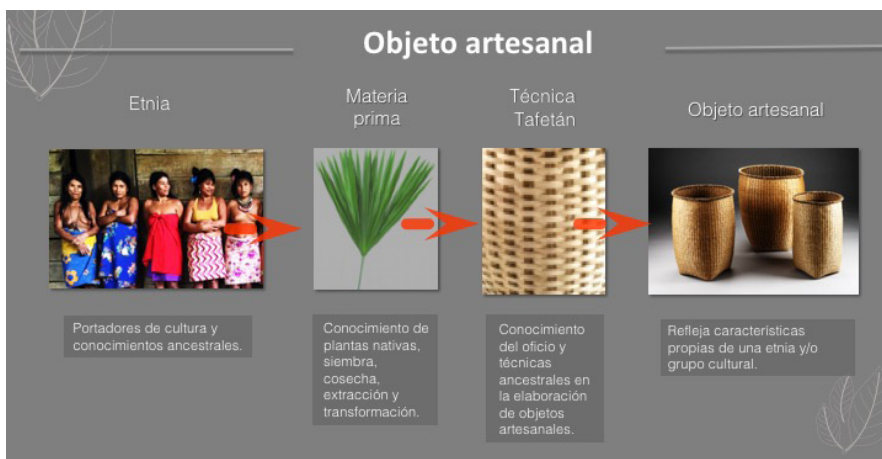 Objeto artesanal
Etnia
Materia
prima
Técnica
Tafetán
Objeto artesanal
Portadores de cultura y
conocimientos ancestrales.
Conocimiento de
plantas nativas,
siembra,
cosecha,
extracción y
transformación.
Conocimiento
del oficio y
técnicas
ancestrales en
la elaboración
de objetos
artesanales.
Refleja características
propias de una etnia y/o
grupo cultural.